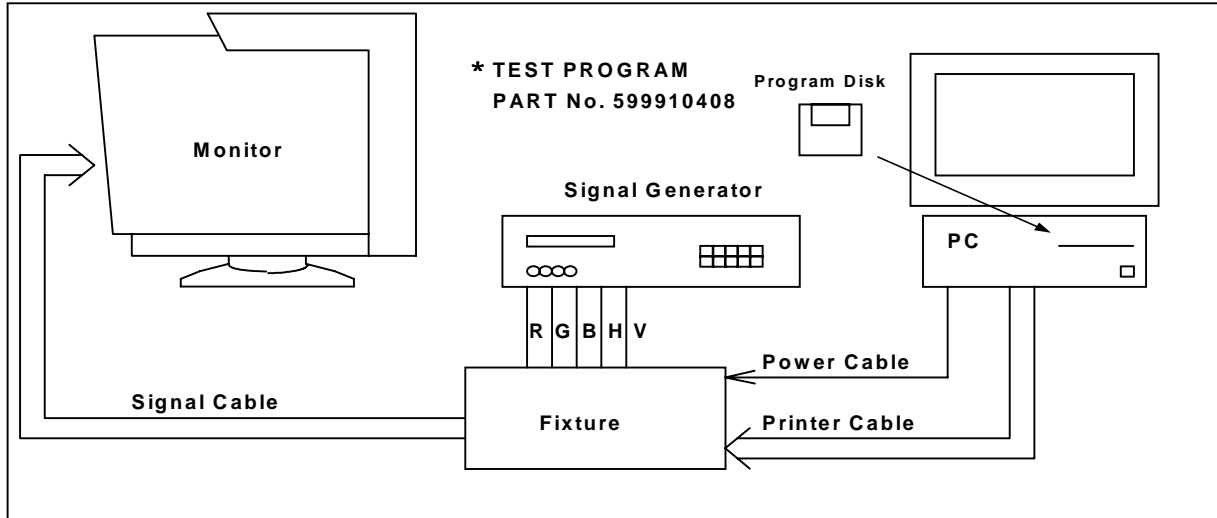 * TEST PROGRAM
PART No. 599910408
Program Disk
Monitor
Signal Generator
PC
R G B H V
Power Cable
Signal Cable
Fixture
Printer Cable